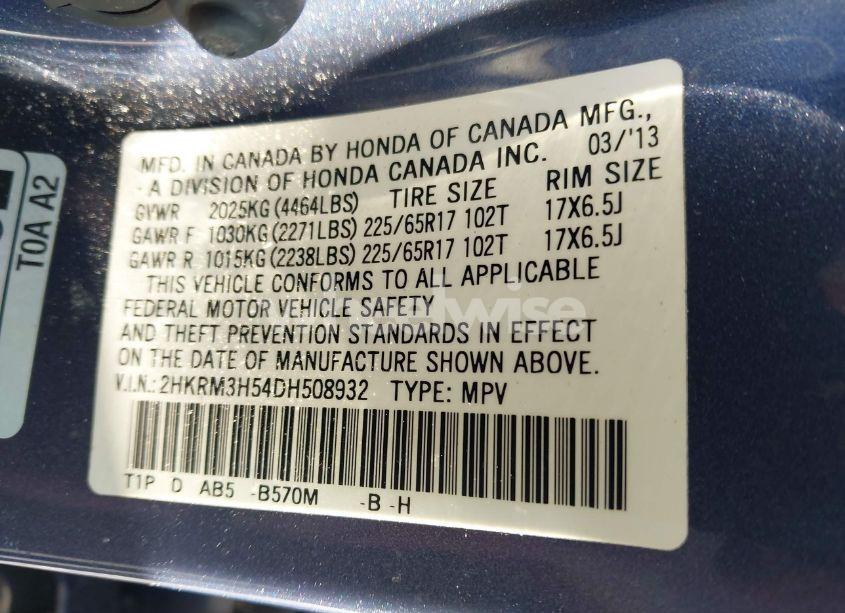 MFD. IN CANADA BY HONDA OF CANADA MFG.,
- A DIVISION OF HONDA CANADA INC. 03/'13
TIRE SIZE RIM SIZE
GVWR 2025KG(4464LBS)
GAWR F 1030KG(2271LBS) 225/65R17 102T 17X6.5J
GAWR R 1015KG(2238LBS) 225/65R17 102T 17X6.5J
THIS VEHICLE CONFORMS TO ALL APPLICABLE
FEDERAL MOTOR VEHICLE SAFETY
AND THEFT PREVENTION STANDARDS IN EFFECT
ON THE DATE OF MANUFACTURE SHOWN ABOVE.
V.I.N.: 2HKRM3H54DH508932 TYPE: MPV
T1P D AB5 -B570M -B -H
T0A A2